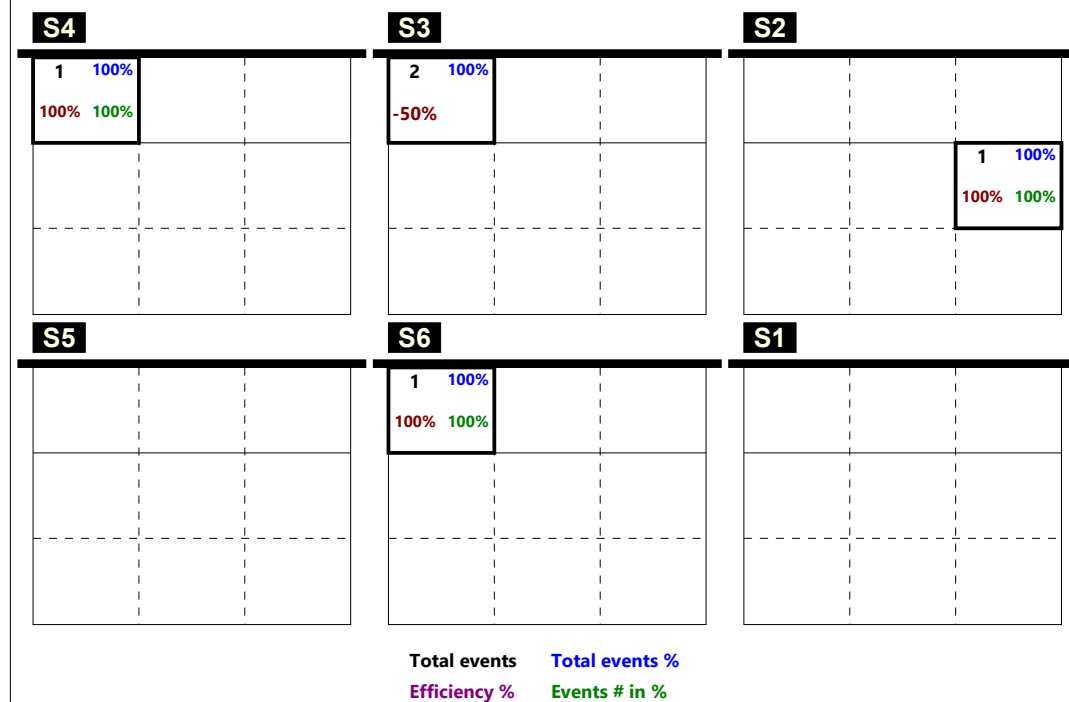 S4 S3 S2
1 100% 2 100%
100% 100% -50%
1 100%
100% 100%
S5 S6 S1
1 100%
100% 100%
Total events Total events %
Efficiency % Events # in %